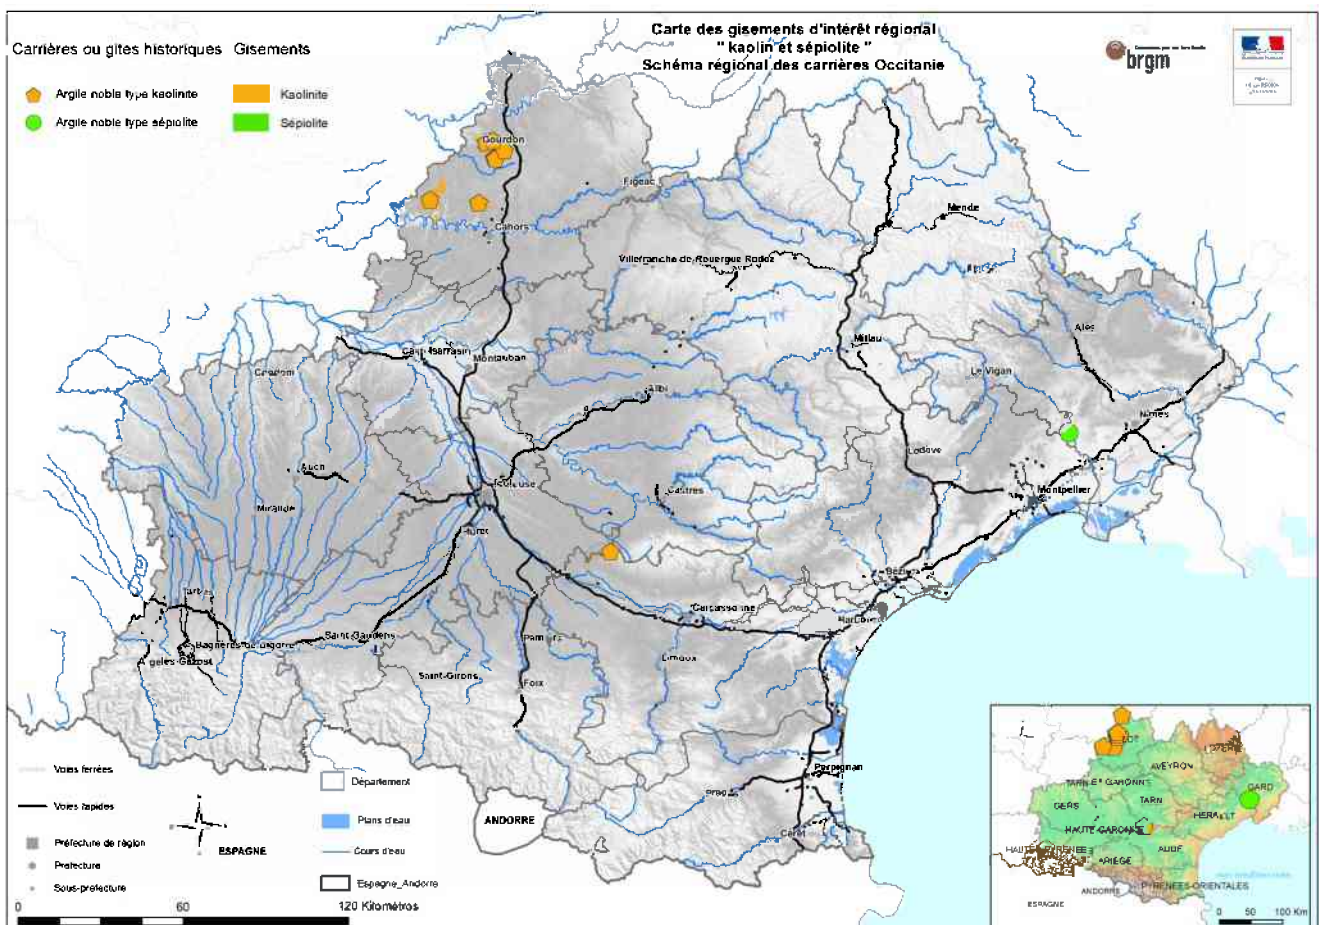 Carte des gisements d'intérêt régional
" kaolin et sépiolite "
Schéma régional des carrières Occitanie
brgm
Carrières ou gîtes historiques
Gisements
Argile noble type kaolinite
Kaolinite
Argile noble type sépiolite
Sépiolite
Gourdon
Figeac
Cahors
Mende
Villefranche de Rouergue
Rodez
Alès
Millau
Castelsarrasin
Montauban
Condom
Le Vigan
Albi
Nîmes
Lodève
Auch
Toulouse
Castres
Montpellier
Mirande
Muret
Béziers
Tarbes
Carcassonne
Narbonne
Saint-Gaudens
Pamiers
Bagnères de Bigorre
Argelès-Gazost
Limoux
Saint-Girons
Foix
Perpignan
Prades
Céret
ANDORRE
ESPAGNE
Voies ferrées
Voies rapides
Préfecture de région
Préfecture
Sous-préfecture
Département
Plans d'eau
Cours d'eau
Espagne_Andorre
0 60 120 Kilomètres
LOT
LOZERE
AVEYRON
TARN ET GARONNE
GARD
GERS
TARN
HERAULT
HAUTE GARONNE
HAUTES PYRENEES
AUDE
ARIÈGE
PYRENEES-ORIENTALES
ANDORRE
ESPAGNE
0 50 100 Km